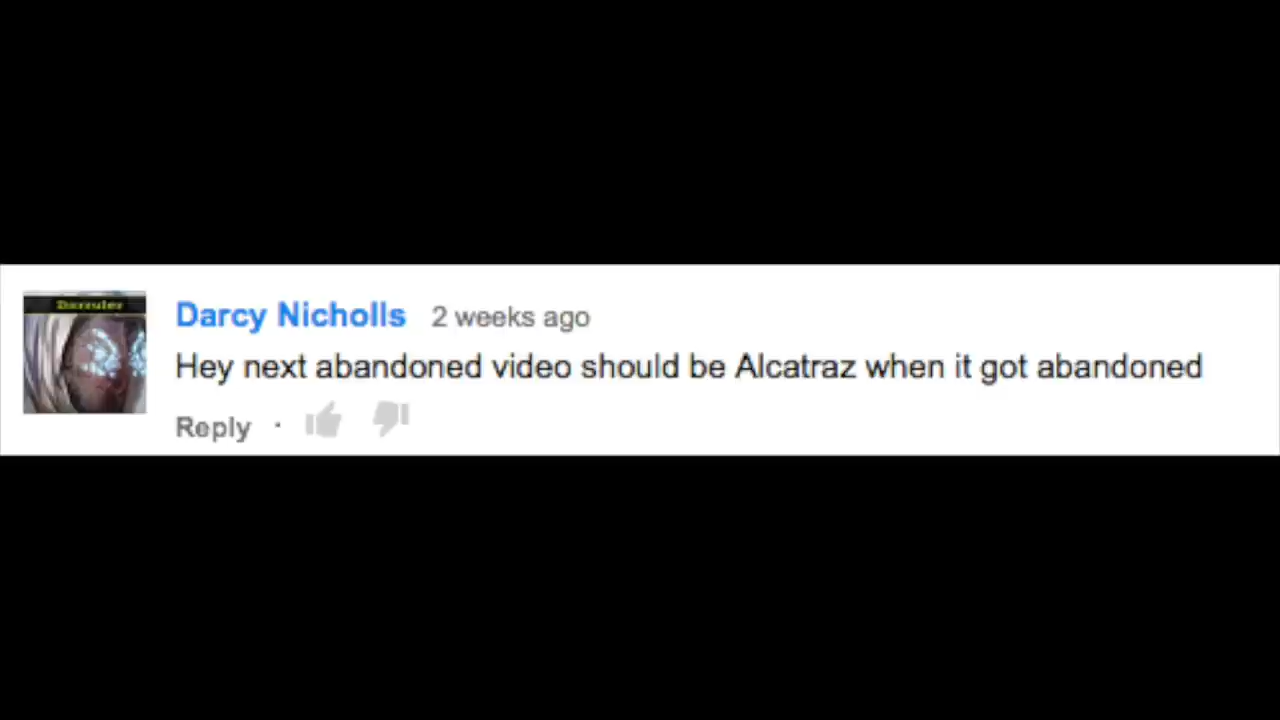 Darcy Nicholls 2 weeks ago
Hey next abandoned video should be Alcatraz when it got abandoned
Reply ·